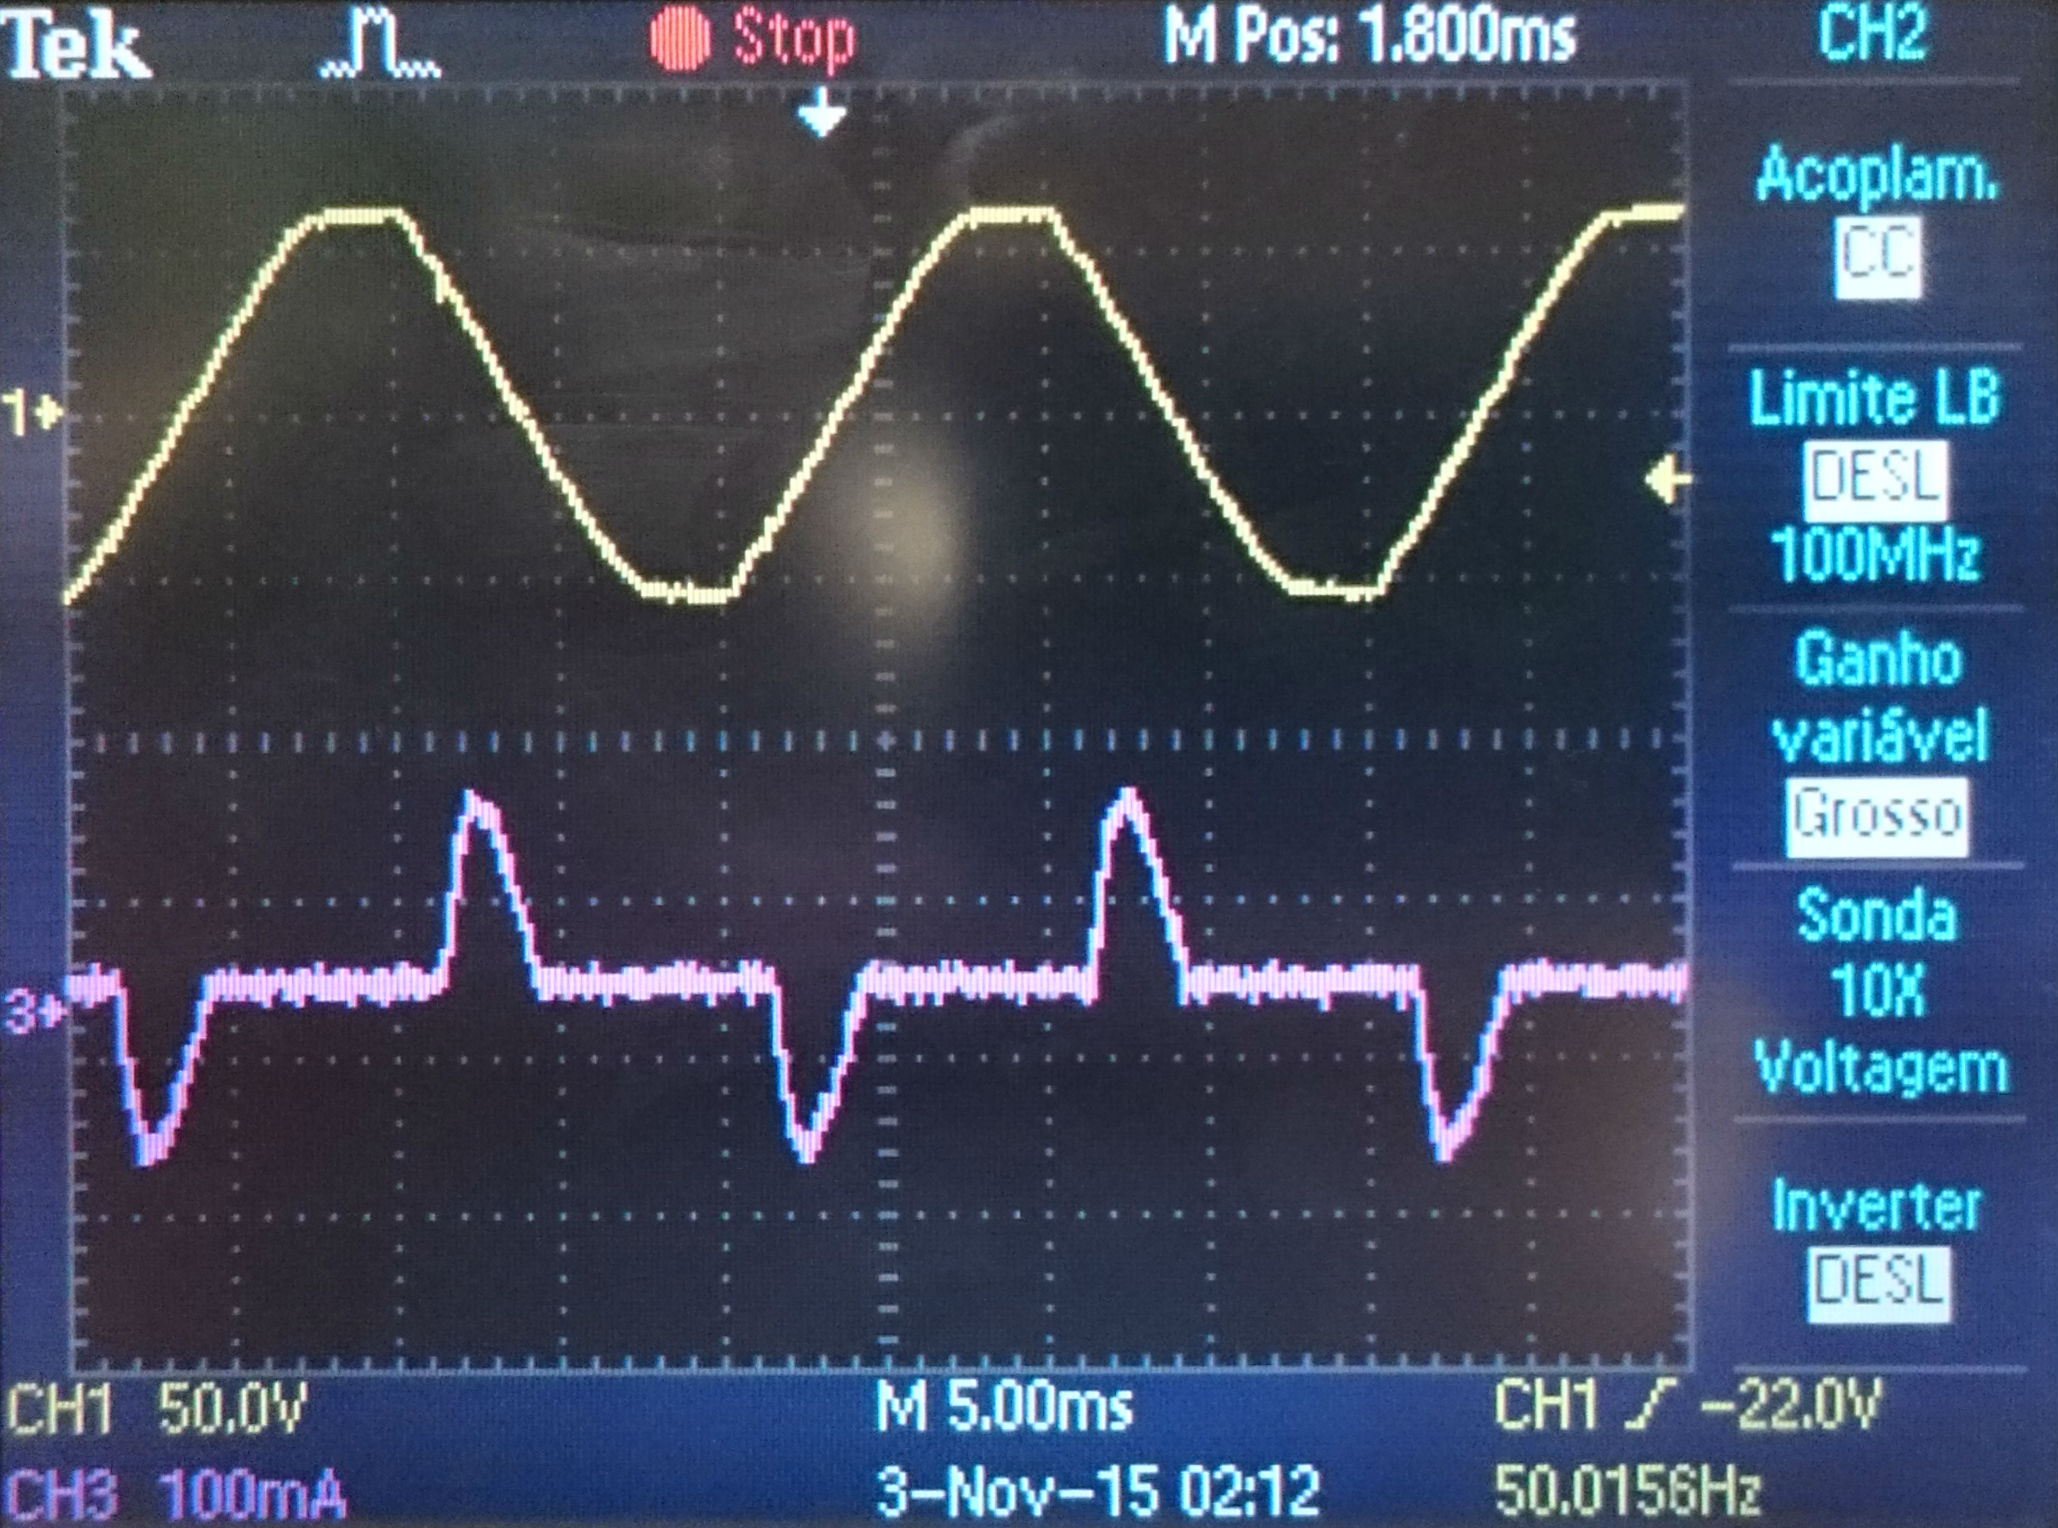 Tek Stop M Pos: 1.800ms CH2
Acoplam.
CC
1
Limite LB
DESL
100MHz
Ganho
variável
Grosso
Sonda
10X
Voltagem
3
Inverter
DESL
CH1 50.0V M 5.00ms CH1 -22.0V
CH3 100mA 3-Nov-15 02:12 50.0156Hz